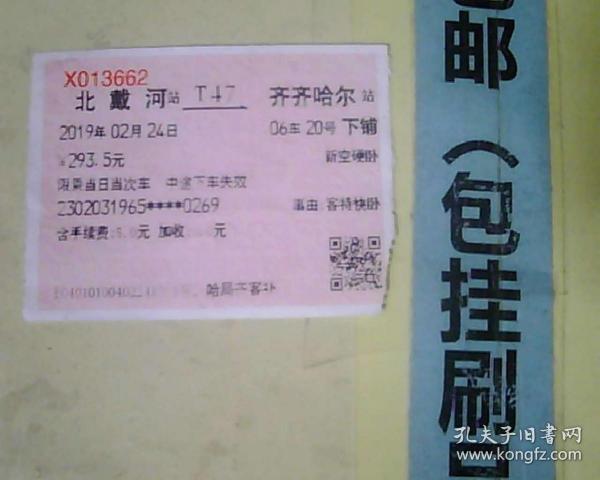 X013662
北戴河站 T47 齐齐哈尔站
2019年02月24日 06车20号下铺
¥293.5元 新空硬卧
限乘当日当次车 中途下车失效
2302031965****0269 事由 客特快卧
含手续费:5.0元 加收 元
哈局齐客补
邮（包挂刷
孔夫子旧书网
www.kongfz.com